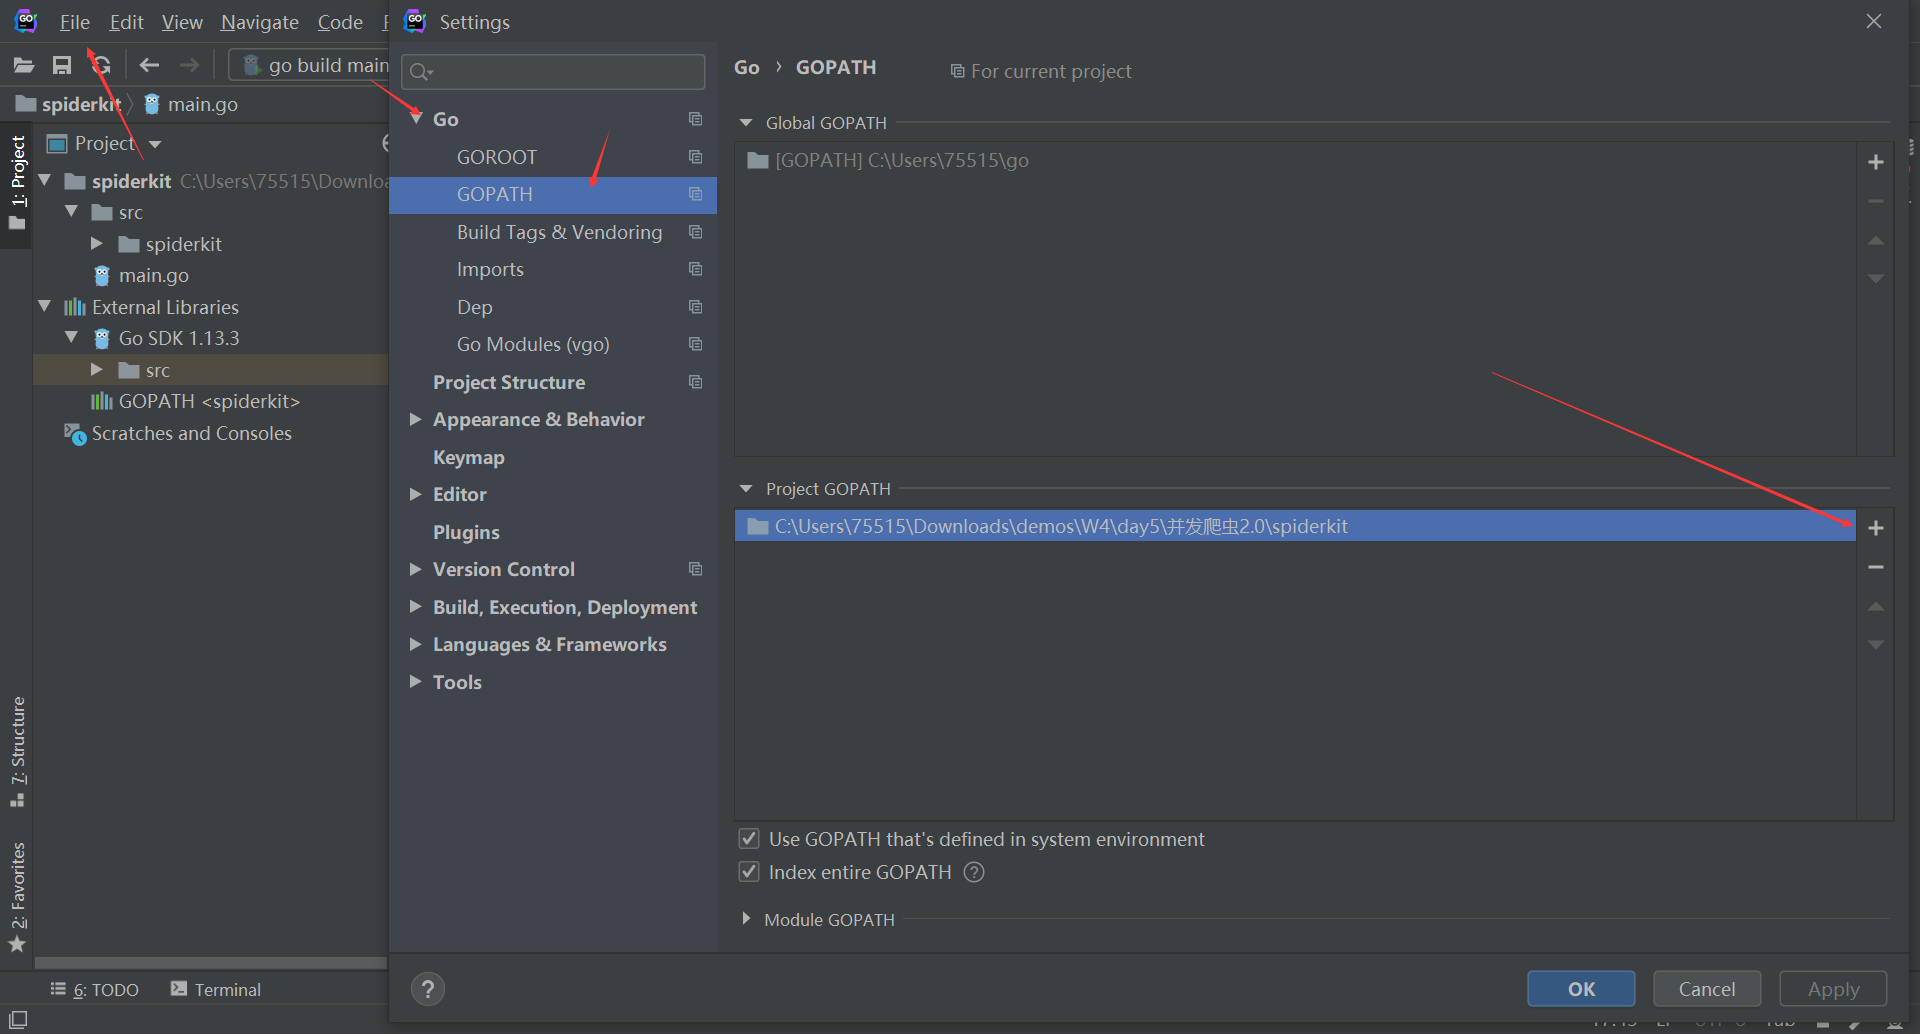 File Edit View Navigate Code
Settings
go build main
spiderkit main.go
Go › GOPATH For current project
1: Project
Project
spiderkit C:\Users\75515\Downloa
src
spiderkit
main.go
External Libraries
Go SDK 1.13.3
src
GOPATH <spiderkit>
Scratches and Consoles
Go
GOROOT
GOPATH
Build Tags & Vendoring
Imports
Dep
Go Modules (vgo)
Project Structure
Appearance & Behavior
Keymap
Editor
Plugins
Version Control
Build, Execution, Deployment
Languages & Frameworks
Tools
Global GOPATH
[GOPATH] C:\Users\75515\go
Project GOPATH
C:\Users\75515\Downloads\demos\W4\day5\并发爬虫2.0\spiderkit
Use GOPATH that's defined in system environment
Index entire GOPATH ?
Module GOPATH
7: Structure
2: Favorites
6: TODO Terminal
? OK Cancel Apply